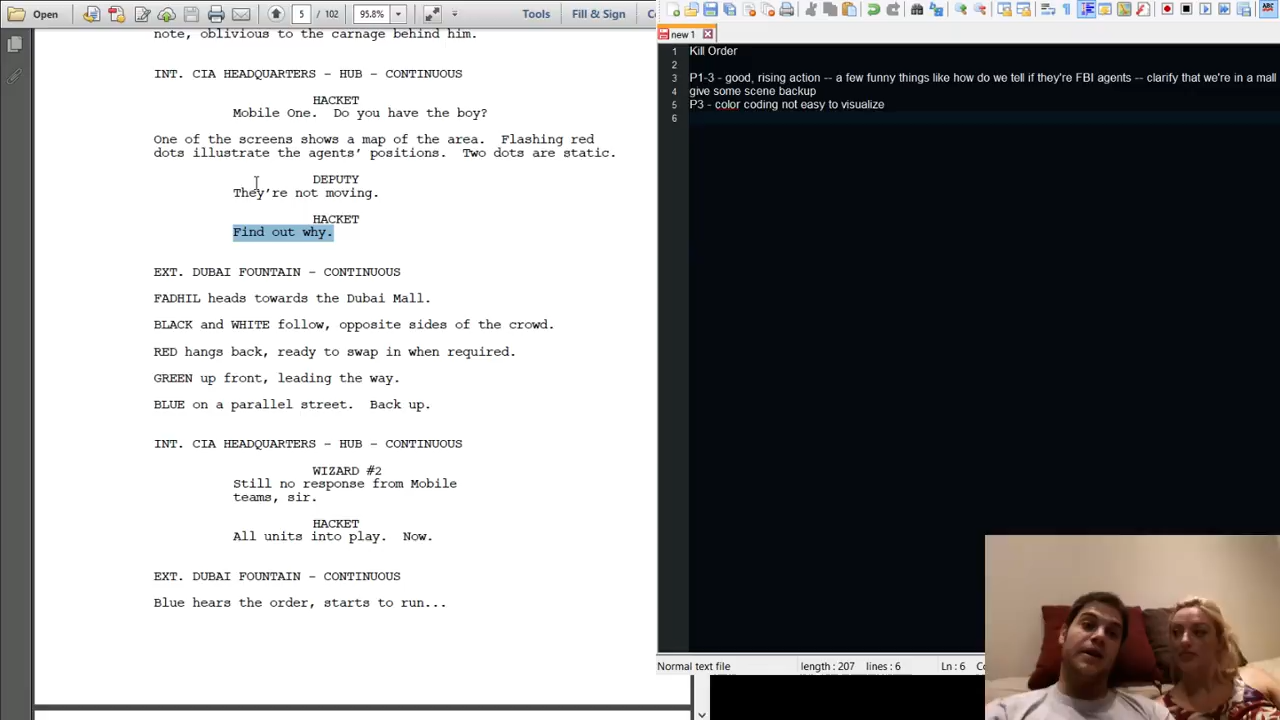 Open
5
/ 102
95.8%
Tools
Fill & Sign
note, oblivious to the carnage behind him.
INT. CIA HEADQUARTERS – HUB – CONTINUOUS
HACKET
Mobile One.  Do you have the boy?
One of the screens shows a map of the area.  Flashing red
dots illustrate the agents’ positions.  Two dots are static.
DEPUTY
They’re not moving.
HACKET
Find out why.
EXT. DUBAI FOUNTAIN – CONTINUOUS
FADHIL heads towards the Dubai Mall.
BLACK and WHITE follow, opposite sides of the crowd.
RED hangs back, ready to swap in when required.
GREEN up front, leading the way.
BLUE on a parallel street.  Back up.
INT. CIA HEADQUARTERS – HUB – CONTINUOUS
WIZARD #2
Still no response from Mobile
teams, sir.
HACKET
All units into play.  Now.
EXT. DUBAI FOUNTAIN – CONTINUOUS
Blue hears the order, starts to run...
new 1
1 Kill Order
2
3 P1-3 - good, rising action -- a few funny things like how do we tell if they're FBI agents -- clarify that we're in a mall
4 give some scene backup
5 P3 - color coding not easy to visualize
6
Normal text file
length : 207
lines : 6
Ln : 6